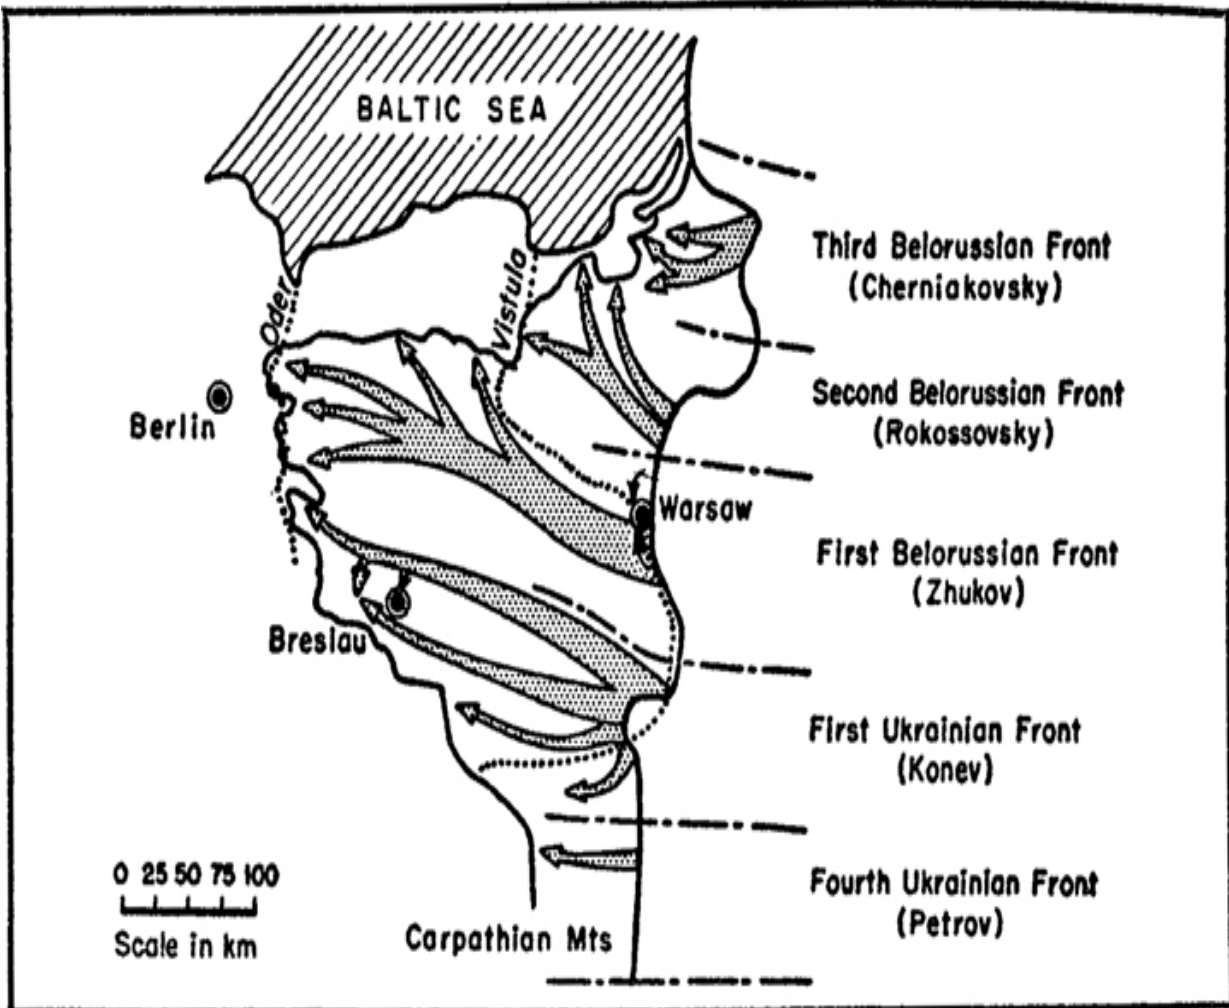 BALTIC SEA
Third Belorussian Front
(Cherniakovsky)
Oder
Vistula
Second Belorussian Front
(Rokossovsky)
Berlin
Warsaw
First Belorussian Front
(Zhukov)
Breslau
First Ukrainian Front
(Konev)
0 25 50 75 100
Scale in km
Carpathian Mts
Fourth Ukrainian Front
(Petrov)